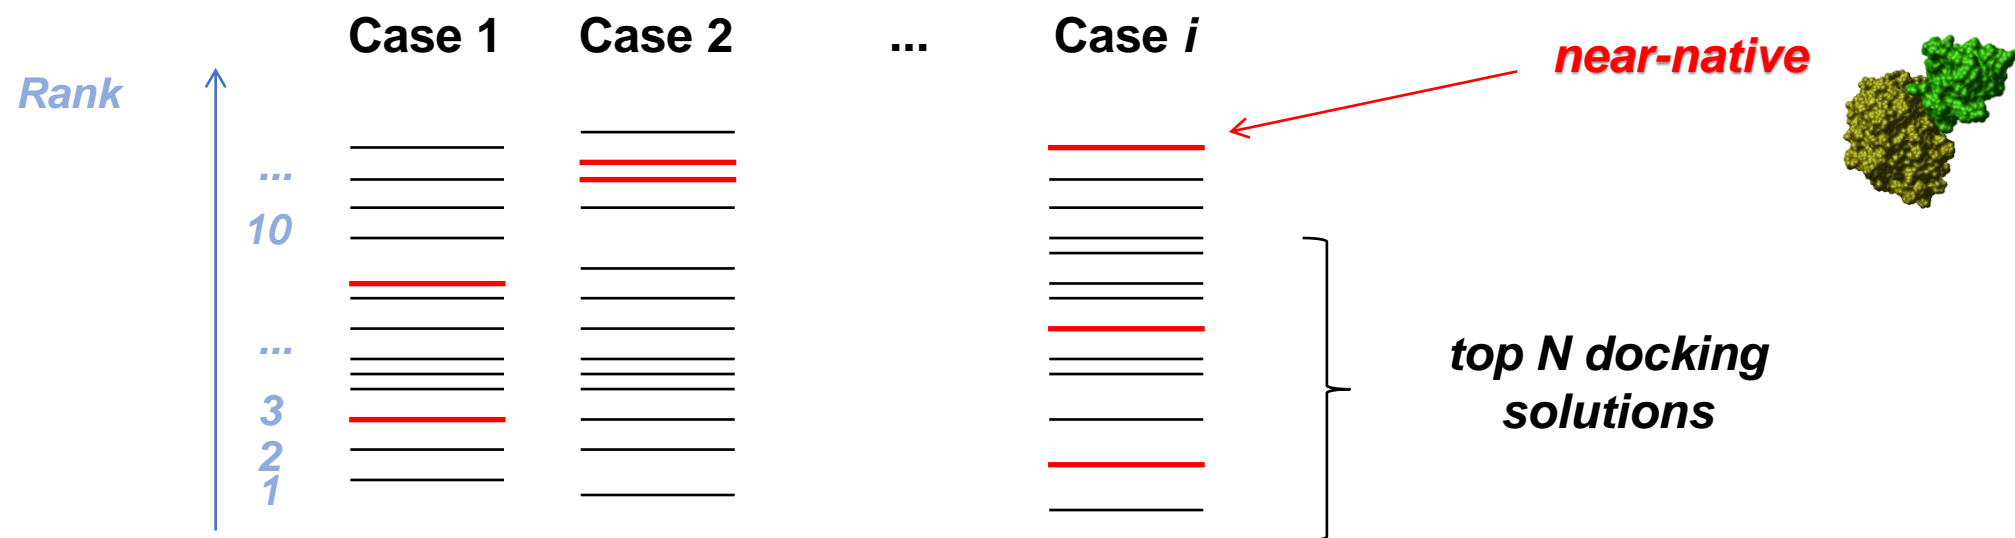 Case 1 Case 2 ... Case i
near-native
Rank
...
10
...
3
2
1
top N docking
solutions